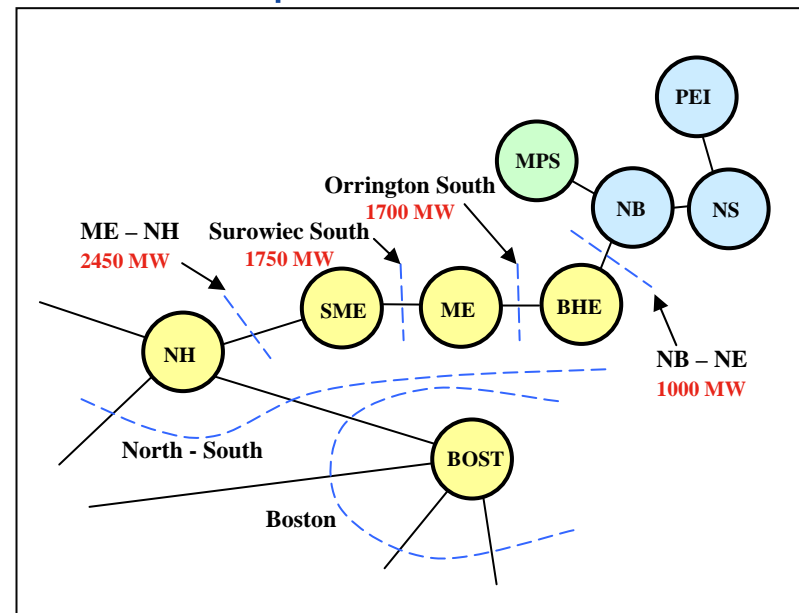 PEI
MPS
Orrington South
1700 MW
NB
NS
ME – NH
2450 MW
Surowiec South
1750 MW
SME
ME
BHE
NH
NB – NE
1000 MW
North - South
BOST
Boston